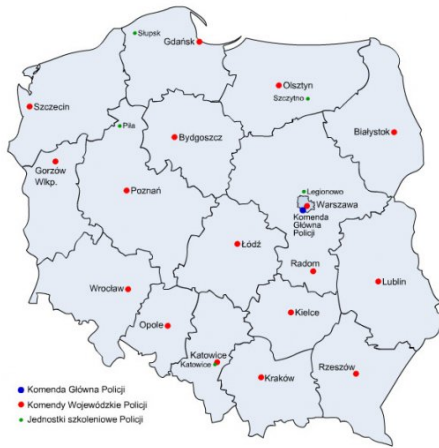 Słupsk
Gdańsk
Olsztyn
Szczytno
Szczecin
Piła
Bydgoszcz
Białystok
Gorzów
Wlkp.
Poznań
Legionowo
Warszawa
Komenda
Główna
Policji
Łódź
Radom
Lublin
Wrocław
Kielce
Opole
Katowice
Katowice
Kraków
Rzeszów
Komenda Główna Policji
Komendy Wojewódzkie Policji
Jednostki szkoleniowe Policji